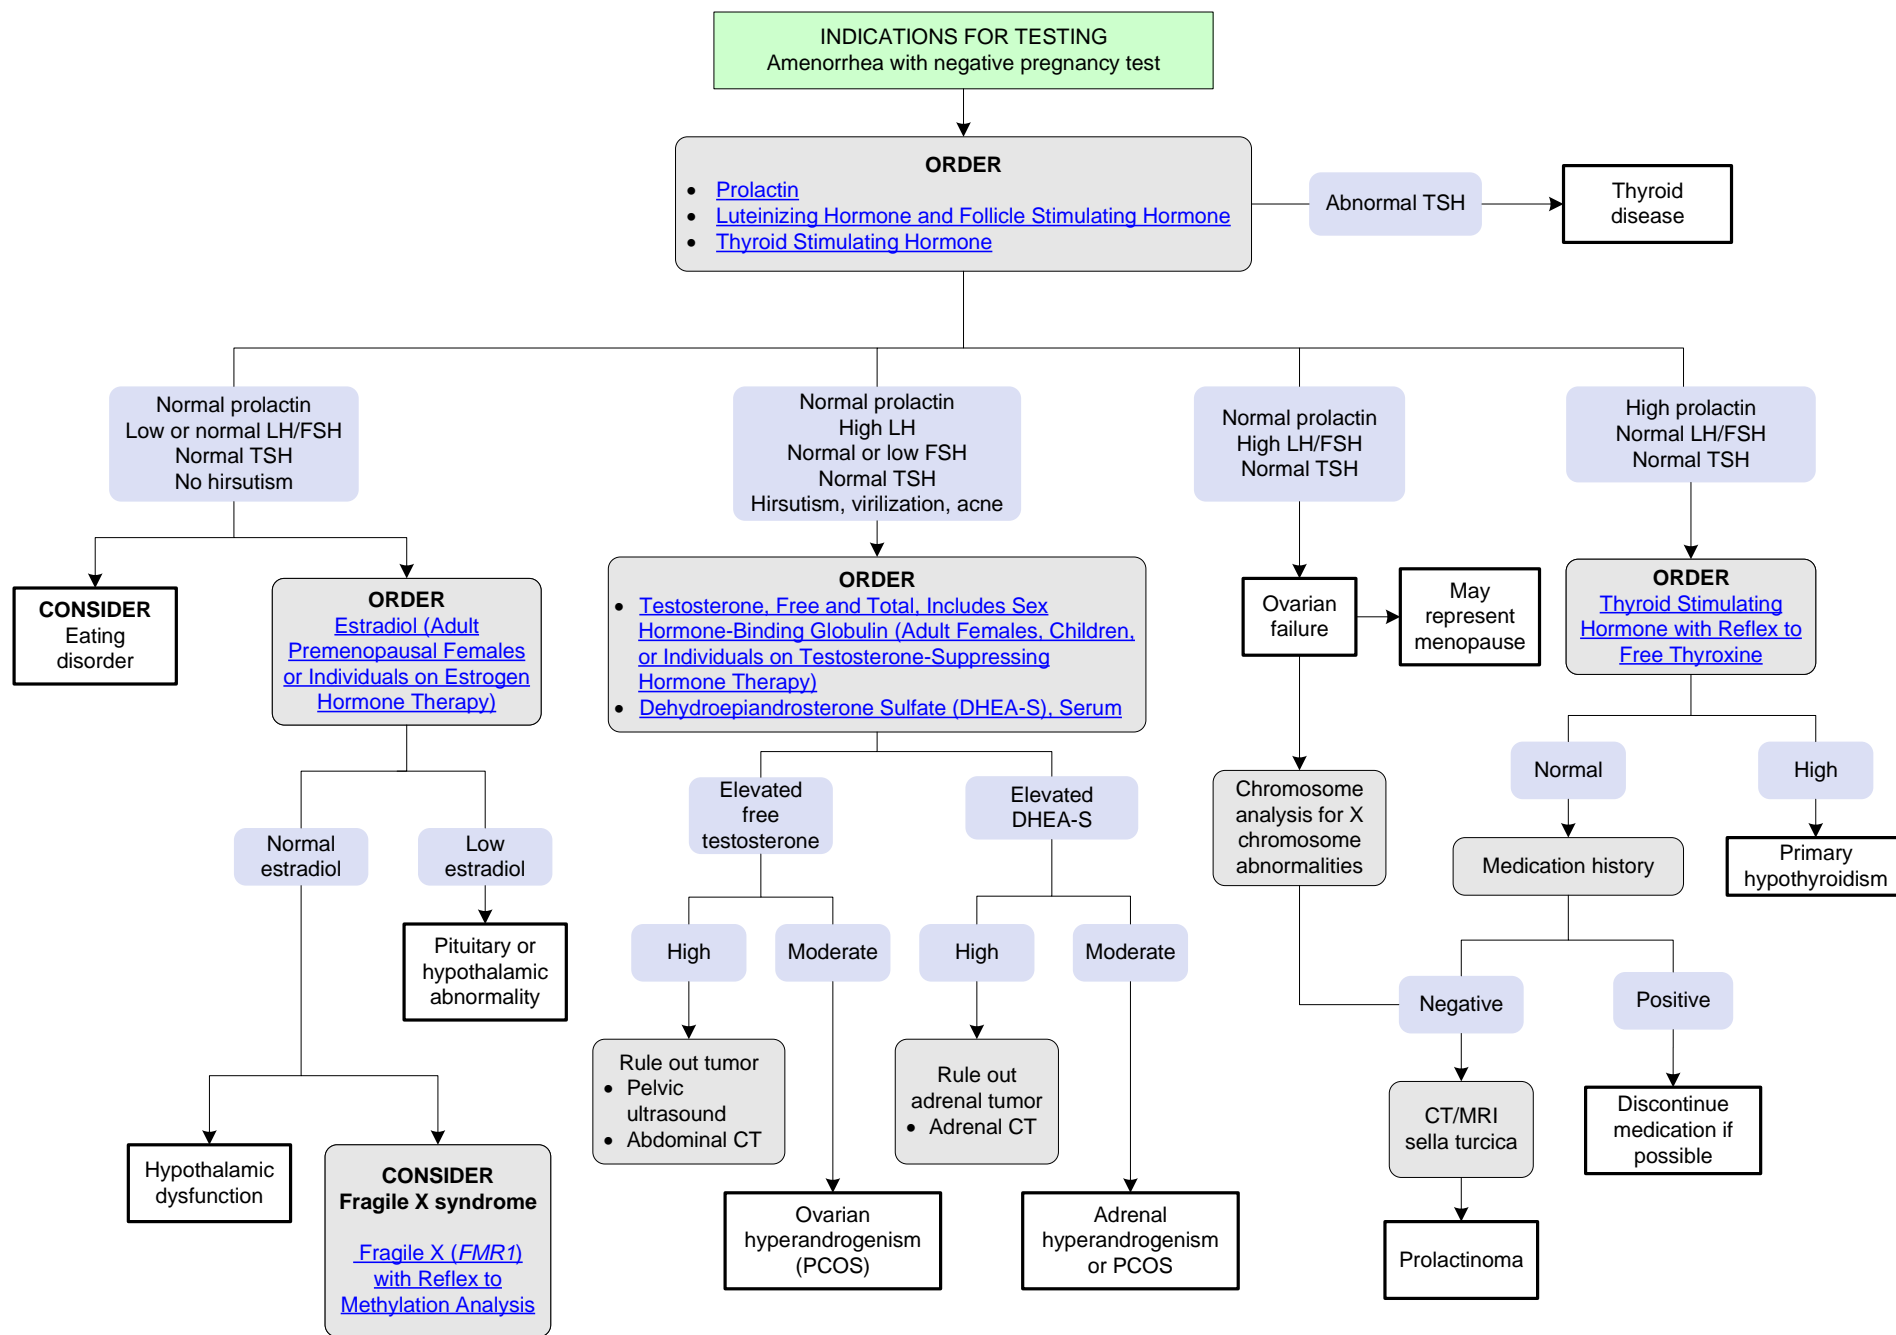 INDICATIONS FOR TESTING
Amenorrhea with negative pregnancy test
ORDER
• Prolactin
• Luteinizing Hormone and Follicle Stimulating Hormone
• Thyroid Stimulating Hormone
Abnormal TSH
Thyroid
disease
Normal prolactin
Low or normal LH/FSH
Normal TSH
No hirsutism
Normal prolactin
High LH
Normal or low FSH
Normal TSH
Hirsutism, virilization, acne
Normal prolactin
High LH/FSH
Normal TSH
High prolactin
Normal LH/FSH
Normal TSH
CONSIDER
Eating
disorder
ORDER
Estradiol (Adult
Premenopausal Females
or Individuals on Estrogen
Hormone Therapy)
ORDER
• Testosterone, Free and Total, Includes Sex
Hormone-Binding Globulin (Adult Females, Children,
or Individuals on Testosterone-Suppressing
Hormone Therapy)
• Dehydroepiandrosterone Sulfate (DHEA-S), Serum
Ovarian
failure
May
represent
menopause
ORDER
Thyroid Stimulating
Hormone with Reflex to
Free Thyroxine
Normal
estradiol
Low
estradiol
Elevated
free
testosterone
Elevated
DHEA-S
Chromosome
analysis for X
chromosome
abnormalities
Normal
High
Medication history
Primary
hypothyroidism
Pituitary or
hypothalamic
abnormality
High
Moderate
High
Moderate
Negative
Positive
Rule out tumor
• Pelvic
ultrasound
• Abdominal CT
Rule out
adrenal tumor
• Adrenal CT
CT/MRI
sella turcica
Discontinue
medication if
possible
Hypothalamic
dysfunction
CONSIDER
Fragile X syndrome
Fragile X (FMR1)
with Reflex to
Methylation Analysis
Ovarian
hyperandrogenism
(PCOS)
Adrenal
hyperandrogenism
or PCOS
Prolactinoma